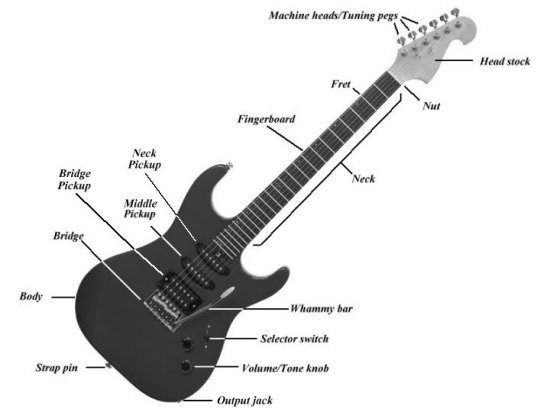 Machine heads/Tuning pegs
Head stock
Fret
Nut
Fingerboard
Neck
Neck
Pickup
Bridge
Pickup
Middle
Pickup
Bridge
Body
Whammy bar
Selector switch
Strap pin
Volume/Tone knob
Output jack